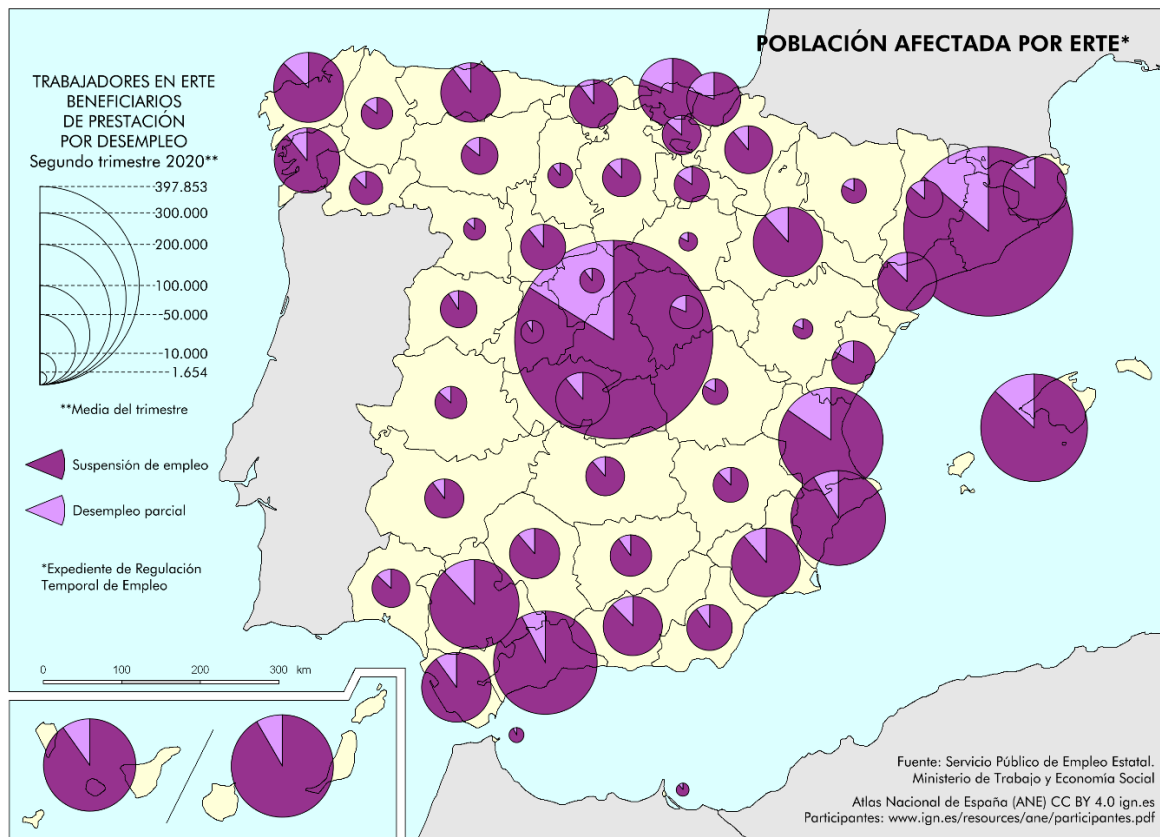 POBLACIÓN AFECTADA POR ERTE*
TRABAJADORES EN ERTE
BENEFICIARIOS
DE PRESTACIÓN
POR DESEMPLEO
Segundo trimestre 2020**
397.853
300.000
200.000
100.000
50.000
10.000
1.654
**Media del trimestre
Suspensión de empleo
Desempleo parcial
*Expediente de Regulación
Temporal de Empleo
0 100 200 300 km
Fuente: Servicio Público de Empleo Estatal.
Ministerio de Trabajo y Economía Social
Atlas Nacional de España (ANE) CC BY 4.0 ign.es
Participantes: www.ign.es/resources/ane/participantes.pdf